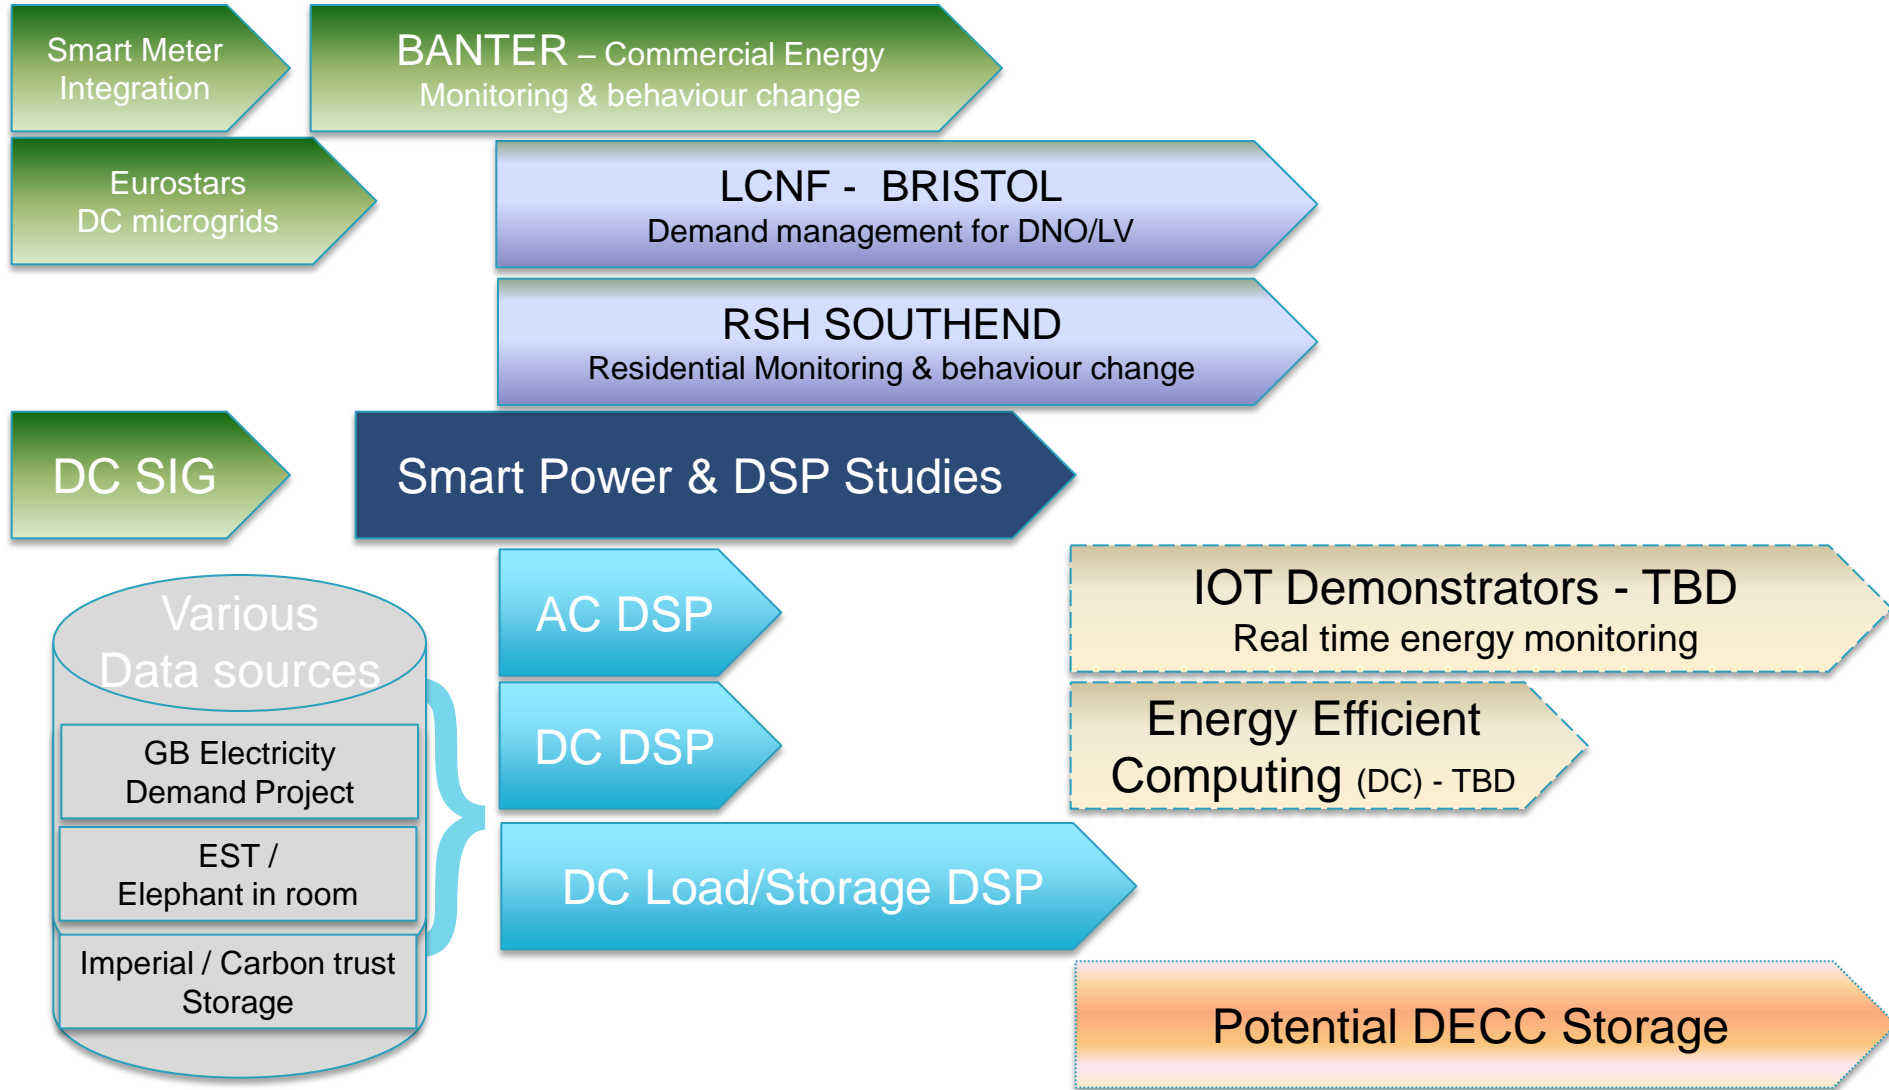 Smart Meter
Integration
BANTER – Commercial Energy
Monitoring & behaviour change
Eurostars
DC microgrids
LCNF - BRISTOL
Demand management for DNO/LV
RSH SOUTHEND
Residential Monitoring & behaviour change
DC SIG
Smart Power & DSP Studies
AC DSP
IOT Demonstrators - TBD
Real time energy monitoring
Various
Data sources
DC DSP
Energy Efficient
Computing (DC) - TBD
GB Electricity
Demand Project
EST /
Elephant in room
DC Load/Storage DSP
Imperial / Carbon trust
Storage
Potential DECC Storage